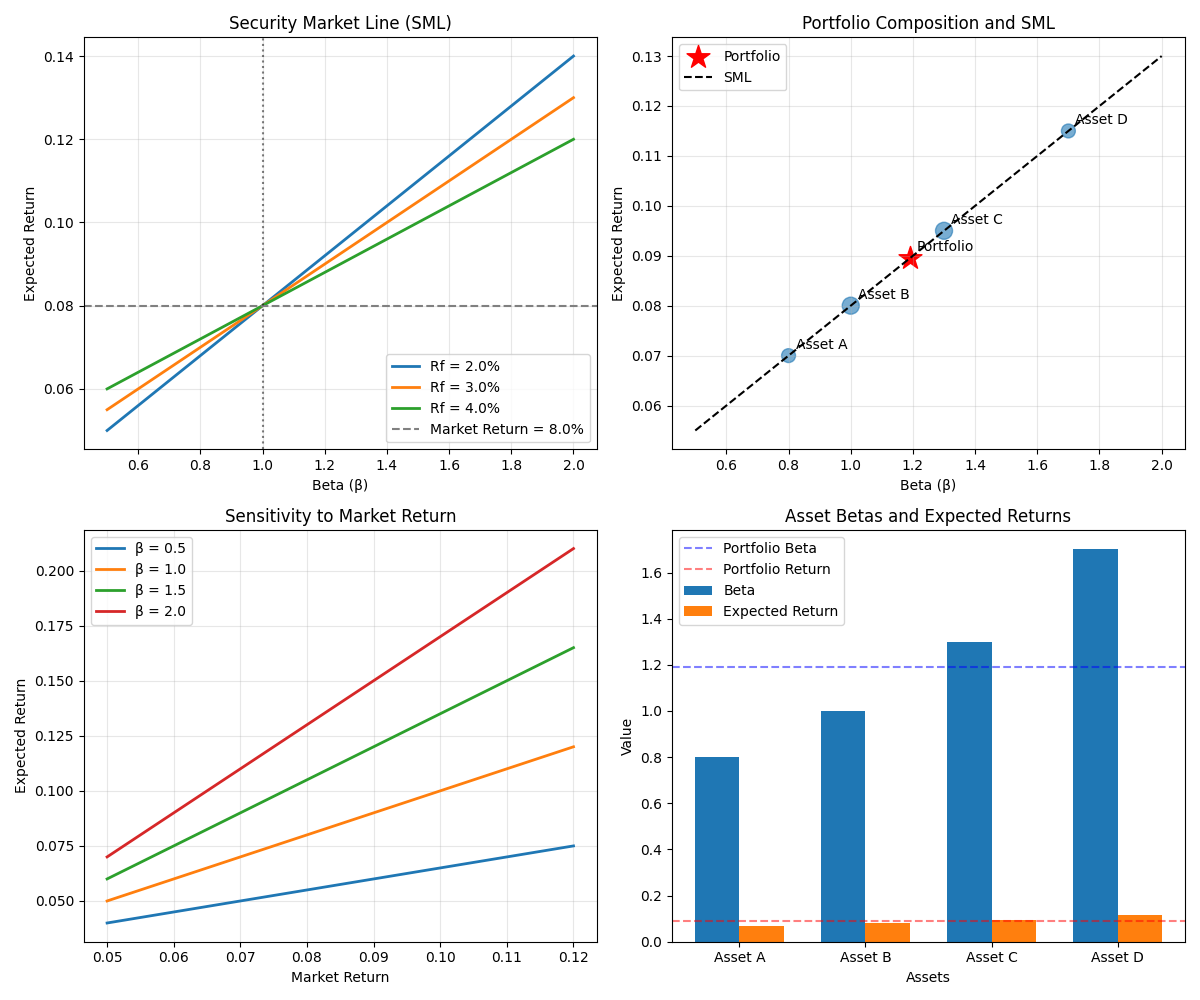 Security Market Line (SML)
Expected Return
0.14
0.12
0.10
0.08
0.06
Rf = 2.0%
Rf = 3.0%
Rf = 4.0%
Market Return = 8.0%
0.6 0.8 1.0 1.2 1.4 1.6 1.8 2.0
Beta (β)
Portfolio Composition and SML
Expected Return
0.13
0.12
0.11
0.10
0.09
0.08
0.07
0.06
Portfolio
SML
Asset D
Asset C
Portfolio
Asset B
Asset A
0.6 0.8 1.0 1.2 1.4 1.6 1.8 2.0
Beta (β)
Sensitivity to Market Return
Expected Return
0.200
0.175
0.150
0.125
0.100
0.075
0.050
β = 0.5
β = 1.0
β = 1.5
β = 2.0
0.05 0.06 0.07 0.08 0.09 0.10 0.11 0.12
Market Return
Asset Betas and Expected Returns
Value
1.6
1.4
1.2
1.0
0.8
0.6
0.4
0.2
0.0
Portfolio Beta
Portfolio Return
Beta
Expected Return
Asset A Asset B Asset C Asset D
Assets